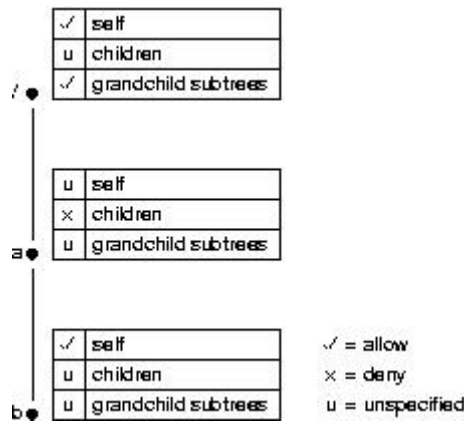 ✓ self
u children
✓ grandchild subtrees
/
u self
× children
u grandchild subtrees
a
✓ self
u children
u grandchild subtrees
b
✓ = allow
× = deny
u = unspecified